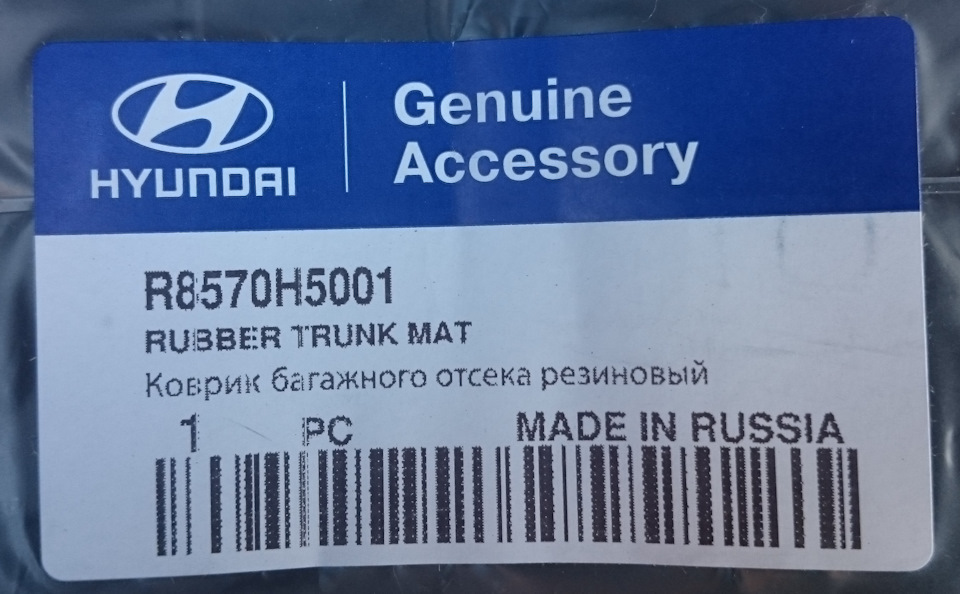 HYUNDAI
Genuine
Accessory
R8570H5001
RUBBER TRUNK MAT
Коврик багажного отсека резиновый
1 PC MADE IN RUSSIA